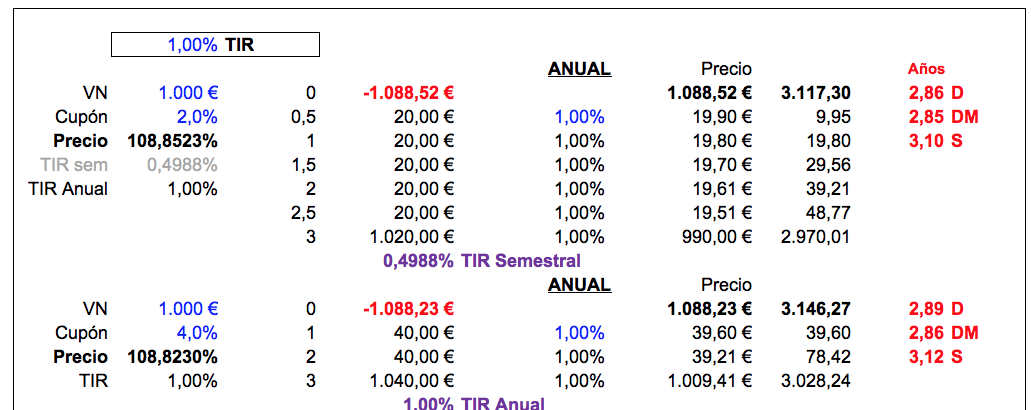 1,00% TIR
ANUAL Precio Años
VN 1.000 € 0 -1.088,52 € 1.088,52 € 3.117,30 2,86 D
Cupón 2,0% 0,5 20,00 € 1,00% 19,90 € 9,95 2,85 DM
Precio 108,8523% 1 20,00 € 1,00% 19,80 € 19,80 3,10 S
TIR sem 0,4988% 1,5 20,00 € 1,00% 19,70 € 29,56
TIR Anual 1,00% 2 20,00 € 1,00% 19,61 € 39,21
2,5 20,00 € 1,00% 19,51 € 48,77
3 1.020,00 € 1,00% 990,00 € 2.970,01
0,4988% TIR Semestral
ANUAL Precio
VN 1.000 € 0 -1.088,23 € 1.088,23 € 3.146,27 2,89 D
Cupón 4,0% 1 40,00 € 1,00% 39,60 € 39,60 2,86 DM
Precio 108,8230% 2 40,00 € 1,00% 39,21 € 78,42 3,12 S
TIR 1,00% 3 1.040,00 € 1,00% 1.009,41 € 3.028,24
1,00% TIR Anual